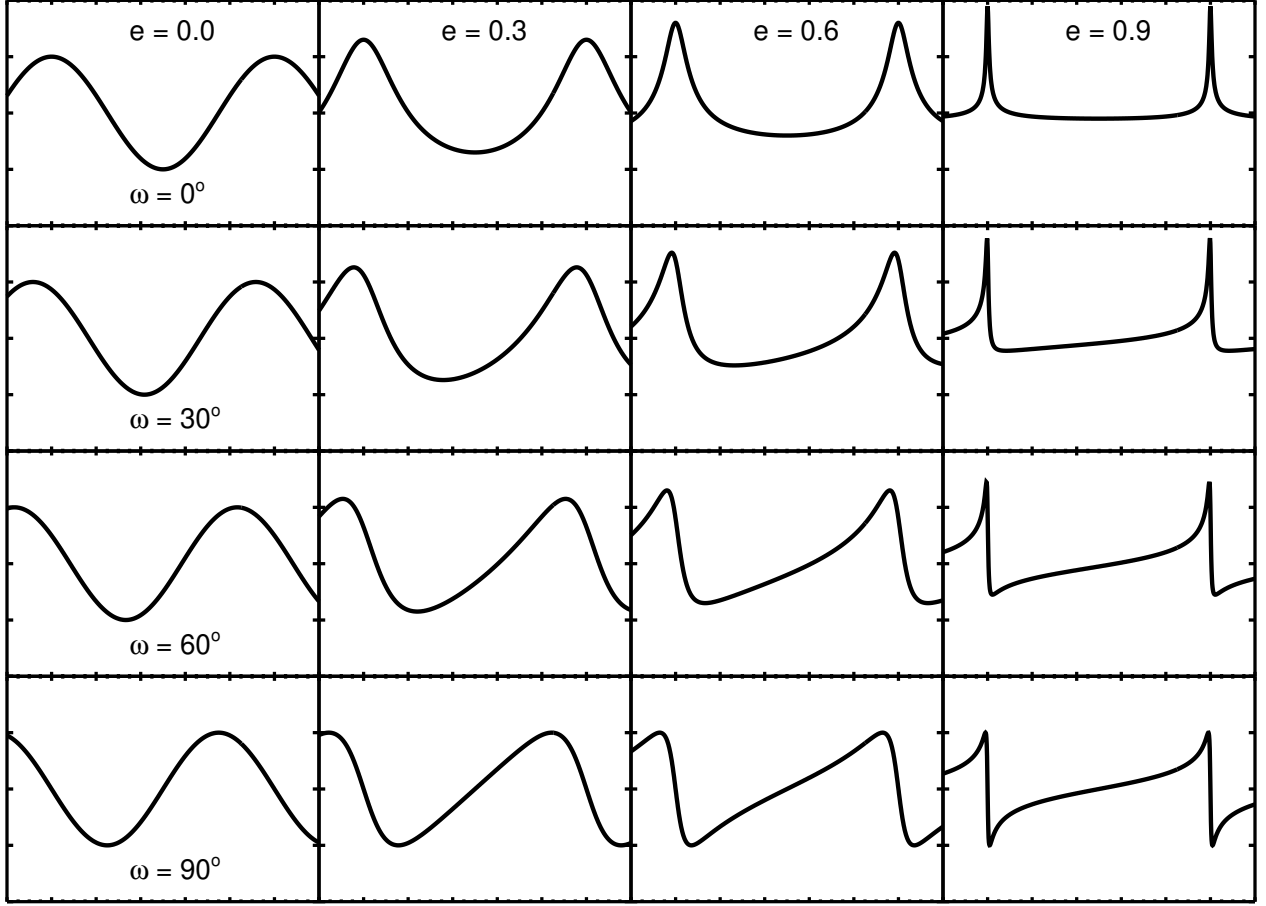 e = 0.0 e = 0.3 e = 0.6 e = 0.9
ω = 0°
ω = 30°
ω = 60°
ω = 90°